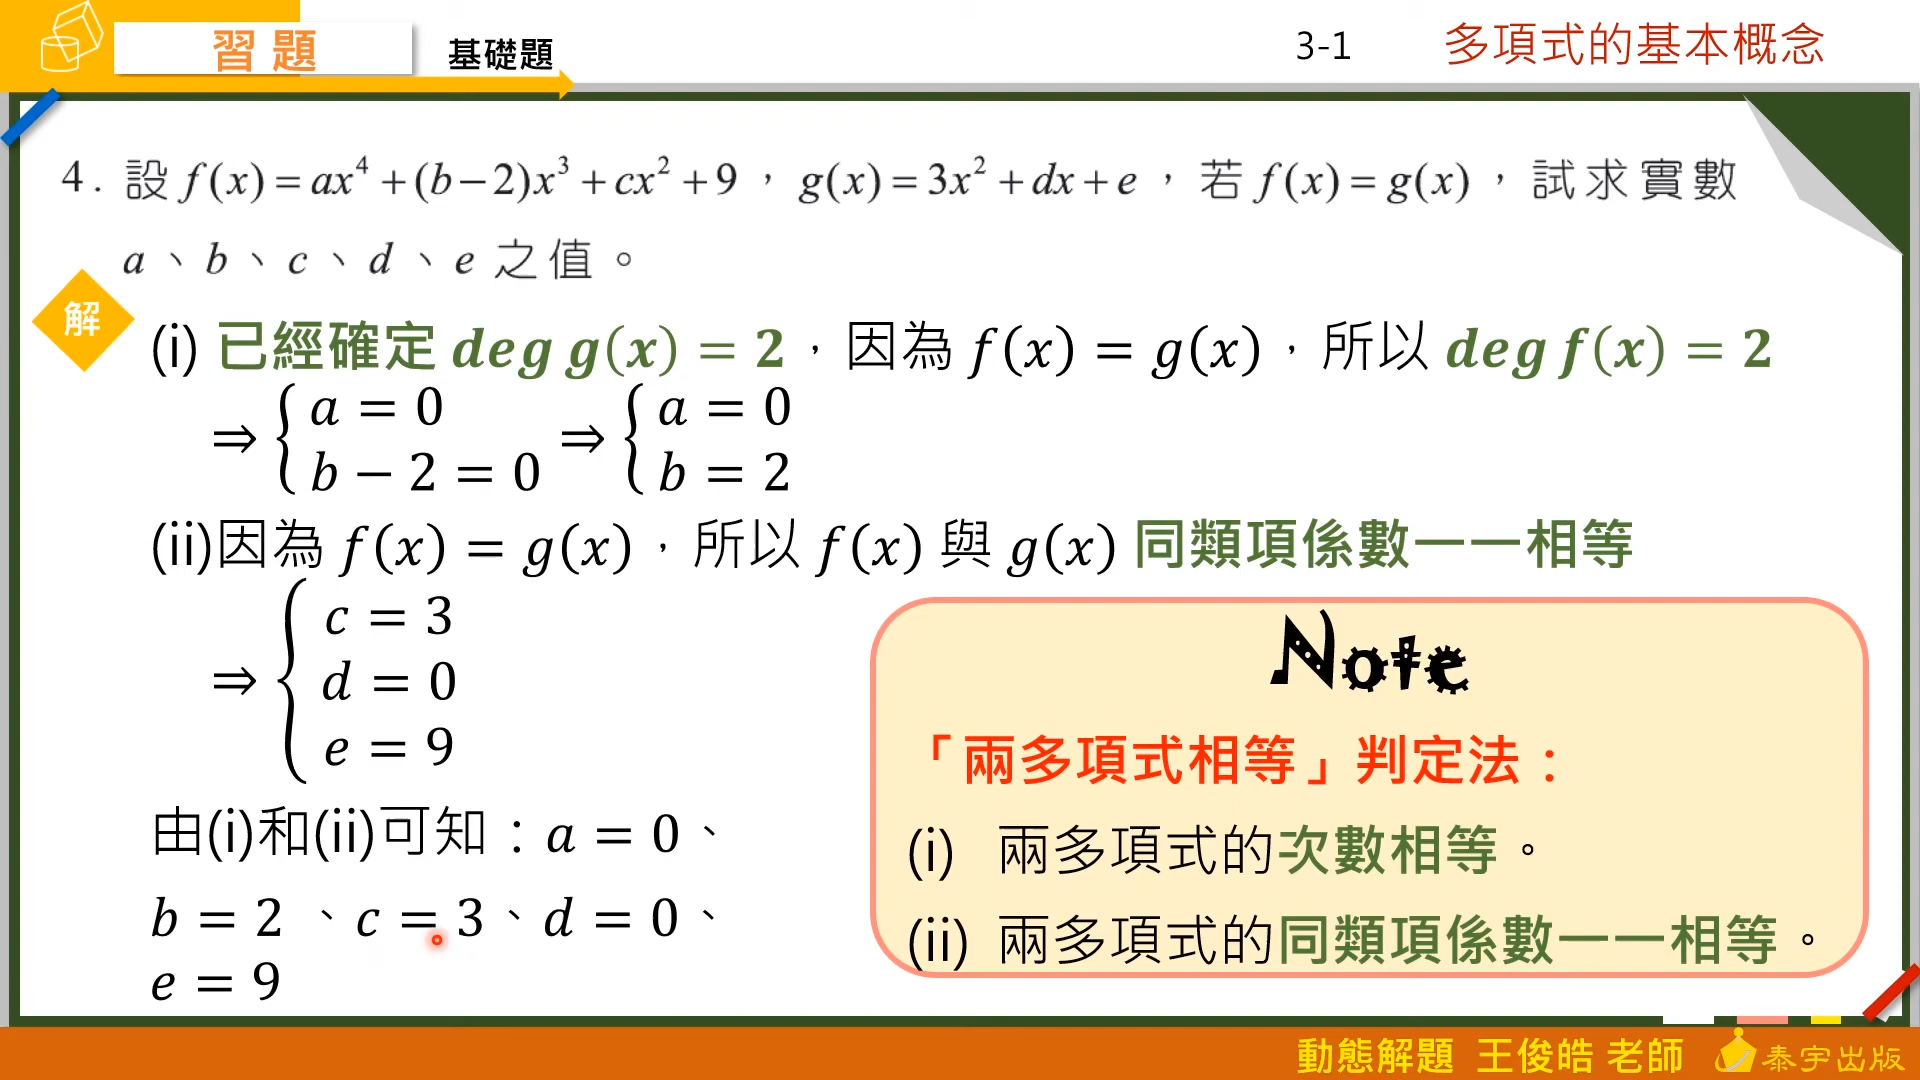 習題
基礎題
3-1 多項式的基本概念
4. 設 f(x)=ax⁴+(b−2)x³+cx²+9，g(x)=3x²+dx+e，若 f(x)=g(x)，試求實數
a、b、c、d、e 之值。
解
(i) 已經確定 deg g(x) = 2，因為 f(x) = g(x)，所以 deg f(x) = 2
⇒ { a = 0 ⇒ { a = 0
b − 2 = 0 b = 2
(ii)因為 f(x) = g(x)，所以 f(x) 與 g(x) 同類項係數一一相等
⇒ { c = 3
d = 0
e = 9
由(i)和(ii)可知：a = 0、
b = 2 、c = 3、d = 0、
e = 9
Note
「兩多項式相等」判定法：
(i) 兩多項式的次數相等。
(ii) 兩多項式的同類項係數一一相等。
動態解題 王俊皓 老師
泰宇出版